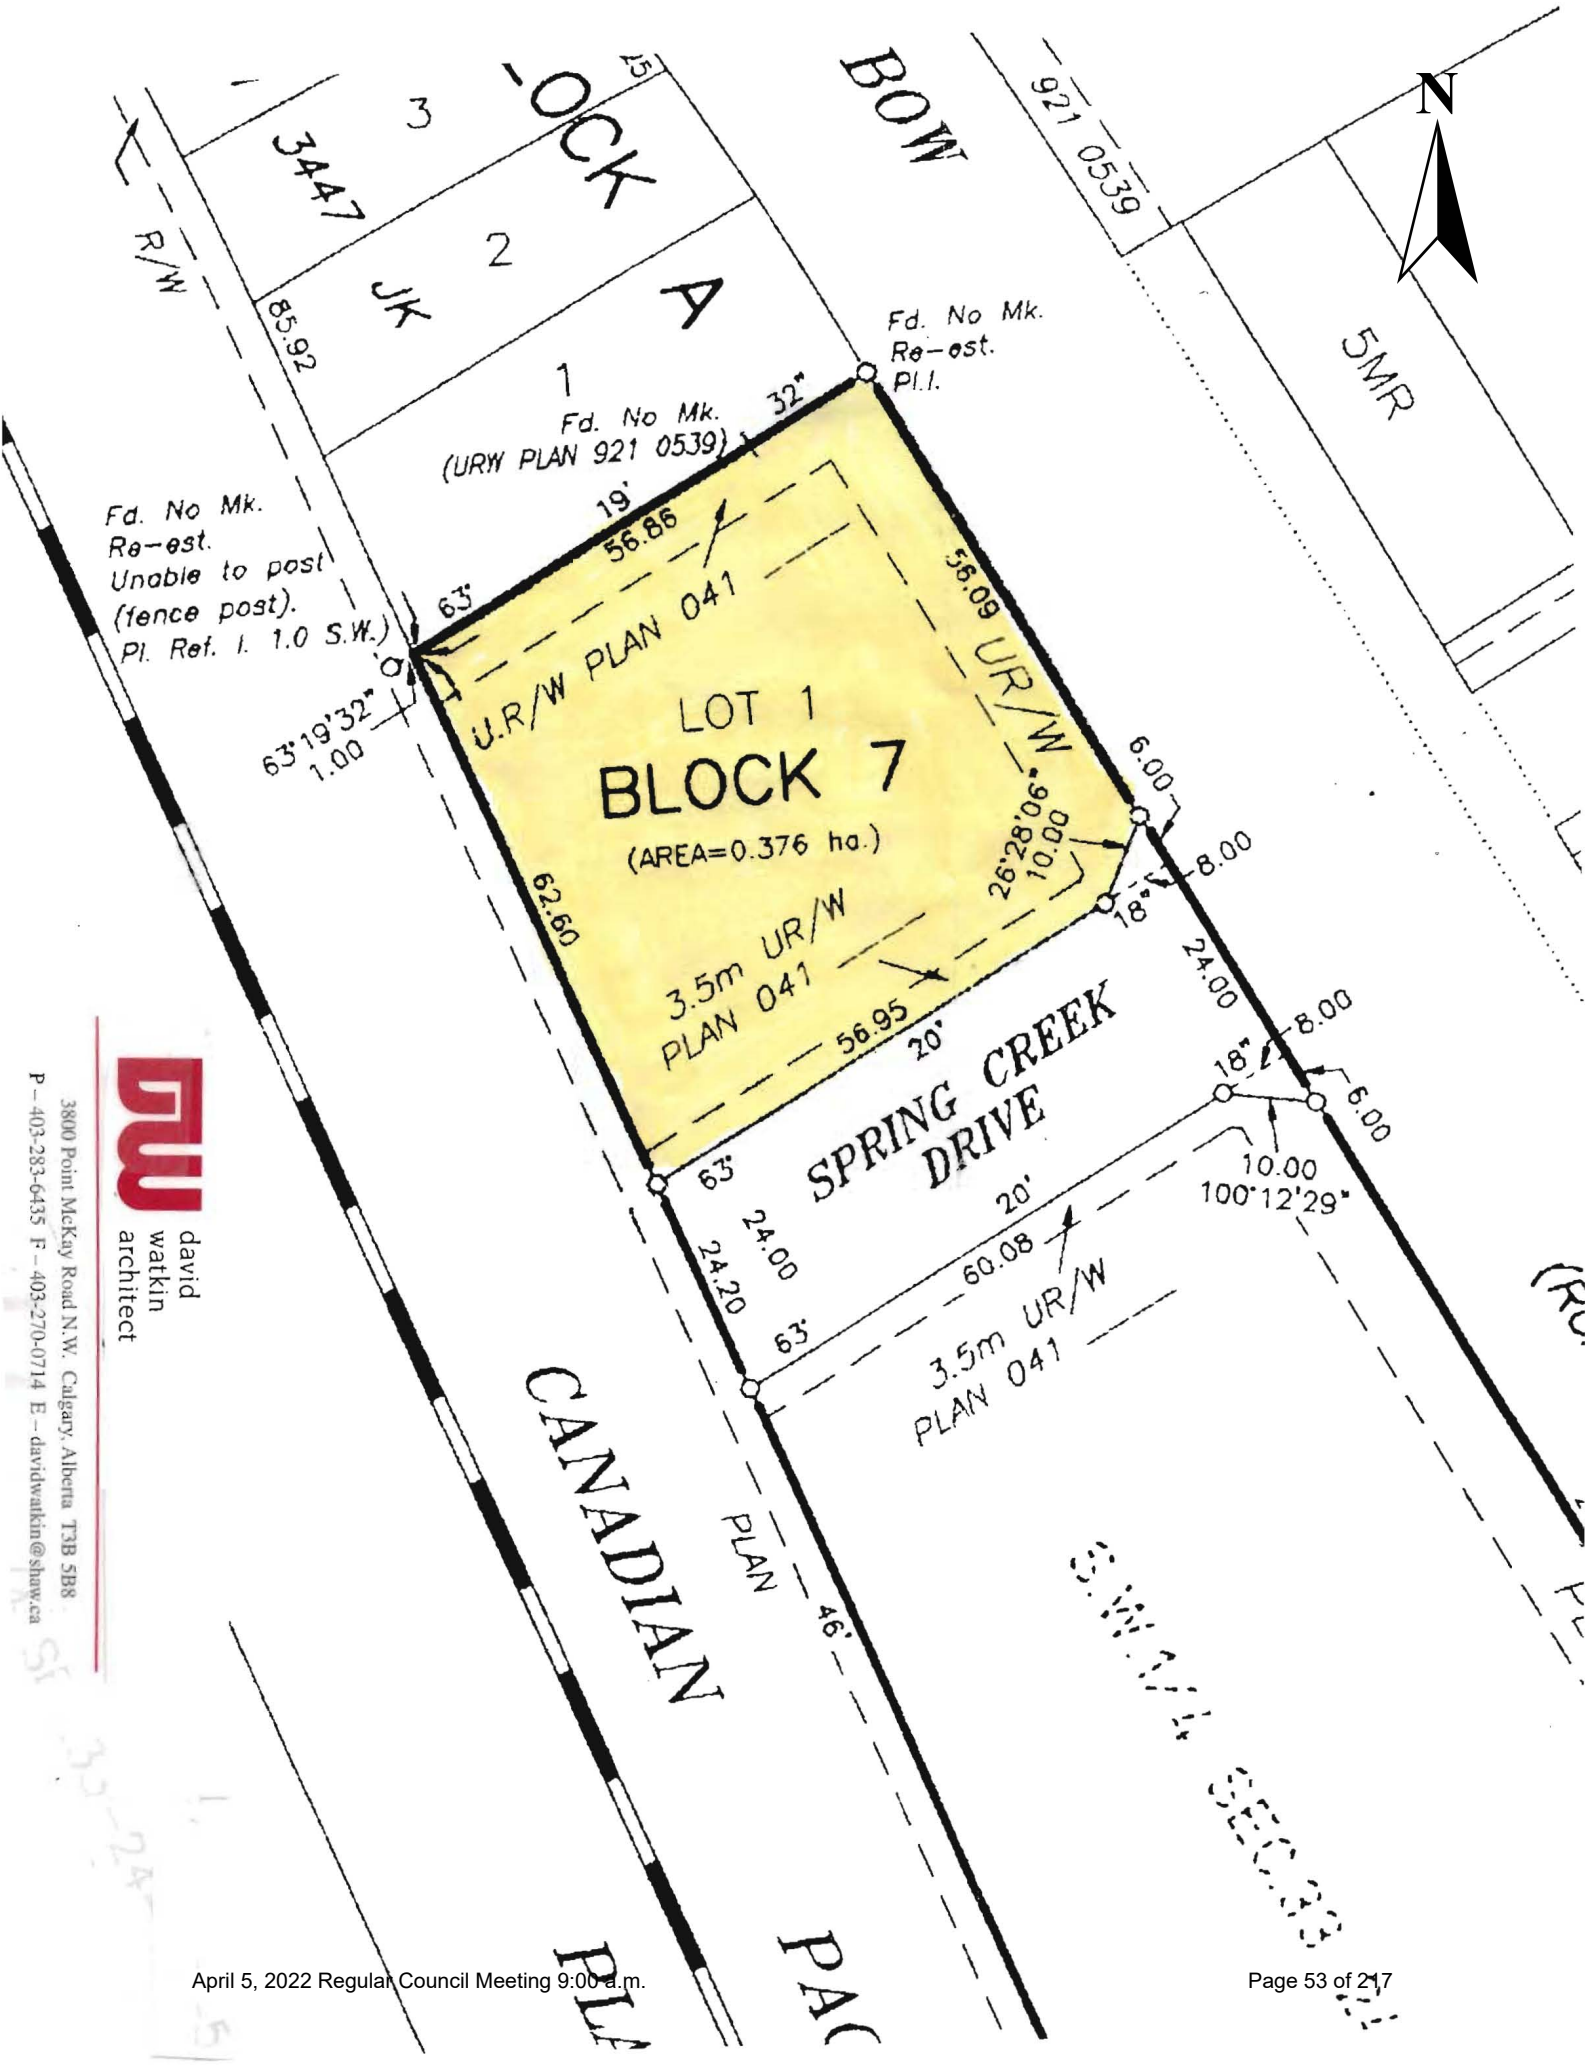 15
BOW
921 0539
N
3
3447
-OCK
R/W
2
JK
A
85.92
Fd. No Mk.
Re-est.
Pl.I.
5MR
1
32"
Fd. No Mk.
(URW PLAN 921 0539)
19'
56.86
63°
Fd. No Mk.
Re-est.
Unable to post
(fence post).
Pl. Ref. I. 1.0 S.W.)
63°19'32"
1.00
56.09
UR/W
U.R/W PLAN 041
LOT 1
BLOCK 7
(AREA=0.376 ha.)
6.00
26°28'06"
10.00
8.00
18"
62.60
3.5m UR/W
PLAN 041
24.00
56.95
20'
SPRING CREEK
DRIVE
8.00
18"
6.00
63°
10.00
100°12'29"
24.00
24.20
20'
60.08
63°
3.5m UR/W
PLAN 041
david
watkin
architect
3800 Point McKay Road N.W. Calgary, Alberta T3B 5B8
P – 403-283-6435 F – 403-270-0714 E – davidwatkin@shaw.ca
CANADIAN
PLAN
46'
S.W.1/4 SEC.33
PAC
PLA
April 5, 2022 Regular Council Meeting 9:00 a.m.
Page 53 of 217